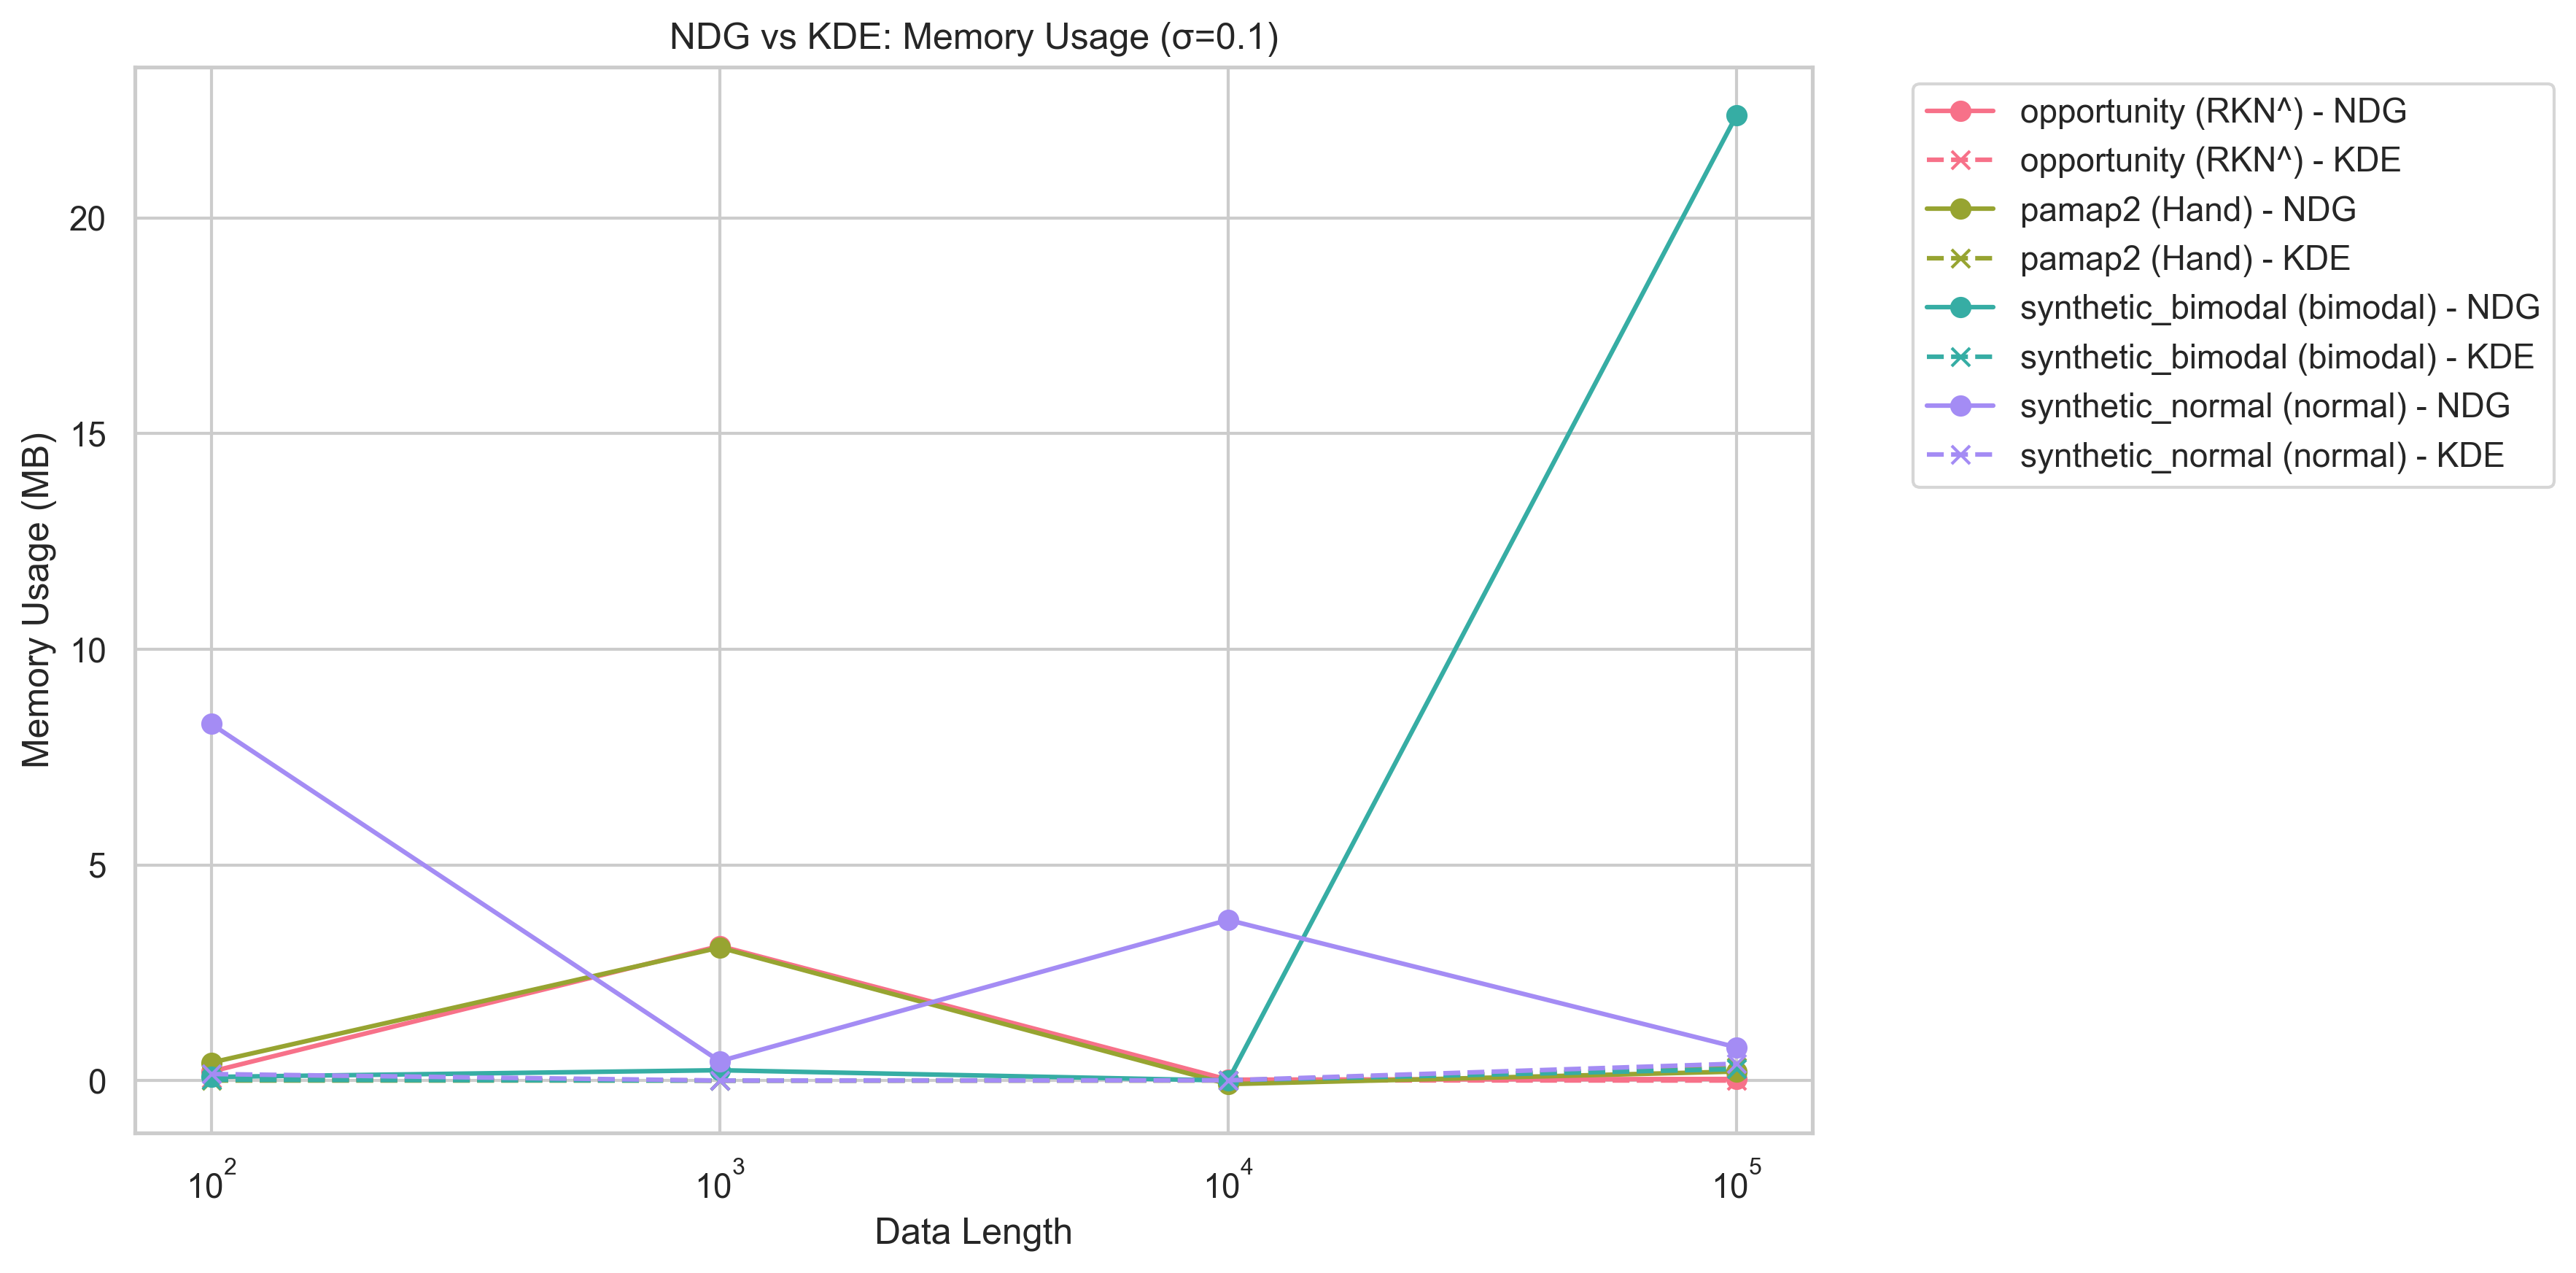 NDG vs KDE: Memory Usage (σ=0.1)
Memory Usage (MB)
20
15
10
5
0
10^2
10^3
10^4
10^5
Data Length
opportunity (RKN^) - NDG
opportunity (RKN^) - KDE
pamap2 (Hand) - NDG
pamap2 (Hand) - KDE
synthetic_bimodal (bimodal) - NDG
synthetic_bimodal (bimodal) - KDE
synthetic_normal (normal) - NDG
synthetic_normal (normal) - KDE